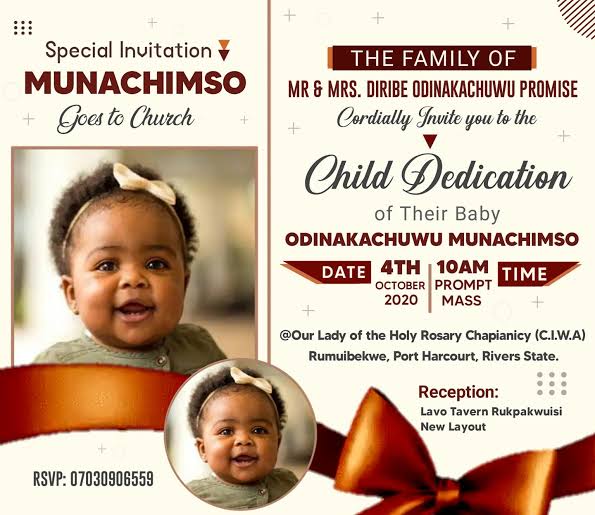 Special Invitation
MUNACHIMSO
Goes to Church
RSVP: 07030906559
THE FAMILY OF
MR & MRS. DIRIBE ODINAKACHUWU PROMISE
Cordially Invite you to the
Child Dedication
of Their Baby
ODINAKACHUWU MUNACHIMSO
DATE 4TH OCTOBER 2020
10AM PROMPT MASS TIME
@Our Lady of the Holy Rosary Chapianicy (C.I.W.A)
Rumuibekwe, Port Harcourt, Rivers State.
Reception:
Lavo Tavern Rukpakwuisi
New Layout